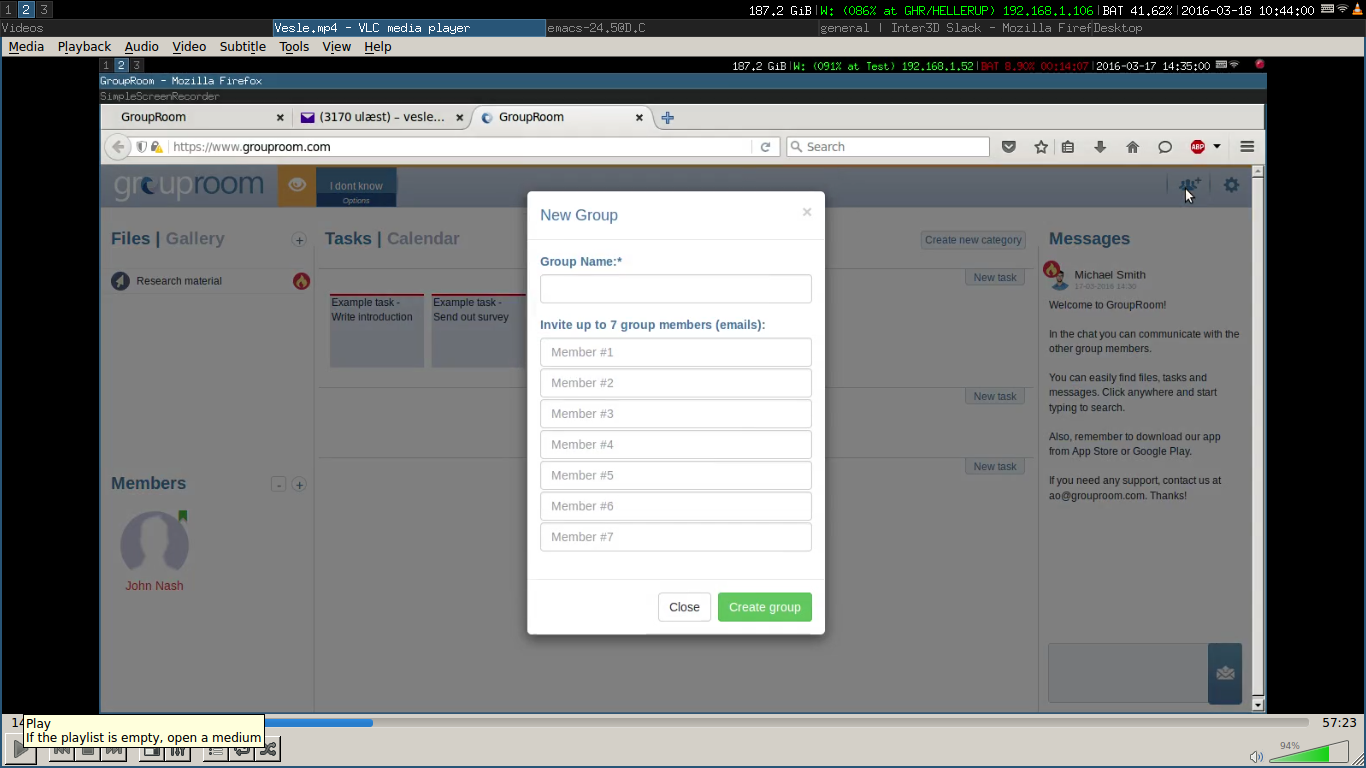 1 2 3 187.2 GiB|W: (086% at GHR/HELLERUP) 192.168.1.106|BAT 41.62%|2016-03-18 10:44:00
Videos Vesle.mp4 - VLC media player emacs-24.5@D.C general | Inter3D Slack - Mozilla Firef Desktop
Media Playback Audio Video Subtitle Tools View Help
1 2 3 187.2 GiB|W: (091% at Test) 192.168.1.52|BAT 8.90% 00:14:07|2016-03-17 14:35:00
GroupRoom - Mozilla Firefox
SimpleScreenRecorder
GroupRoom × (3170 ulæst) – vesle... × GroupRoom ×
https://www.grouproom.com Search ABP
grouproom I dont know
Options
Files | Gallery +
Research material
Members - +
John Nash
Tasks | Calendar Create new category
New task
Example task -
Write introduction
Example task -
Send out survey
New task
New task
New Group ×
Group Name:*
Invite up to 7 group members (emails):
Member #1
Member #2
Member #3
Member #4
Member #5
Member #6
Member #7
Close Create group
Messages
Michael Smith
17-03-2016 14:30
Welcome to GroupRoom!
In the chat you can communicate with the
other group members.
You can easily find files, tasks and
messages. Click anywhere and start
typing to search.
Also, remember to download our app
from App Store or Google Play.
If you need any support, contact us at
ao@grouproom.com. Thanks!
57:23
Play
If the playlist is empty, open a medium
94%